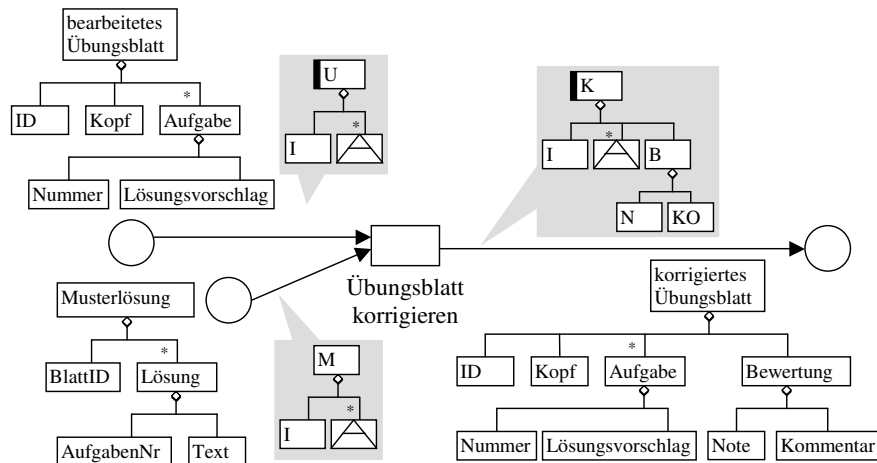 bearbeitetes
Übungsblatt
*
ID Kopf Aufgabe
Nummer Lösungsvorschlag
U
*
I
K
*
I B
N KO
Übungsblatt
korrigieren
Musterlösung
*
BlattID Lösung
AufgabenNr Text
M
*
I
korrigiertes
Übungsblatt
*
ID Kopf Aufgabe Bewertung
Nummer Lösungsvorschlag Note Kommentar